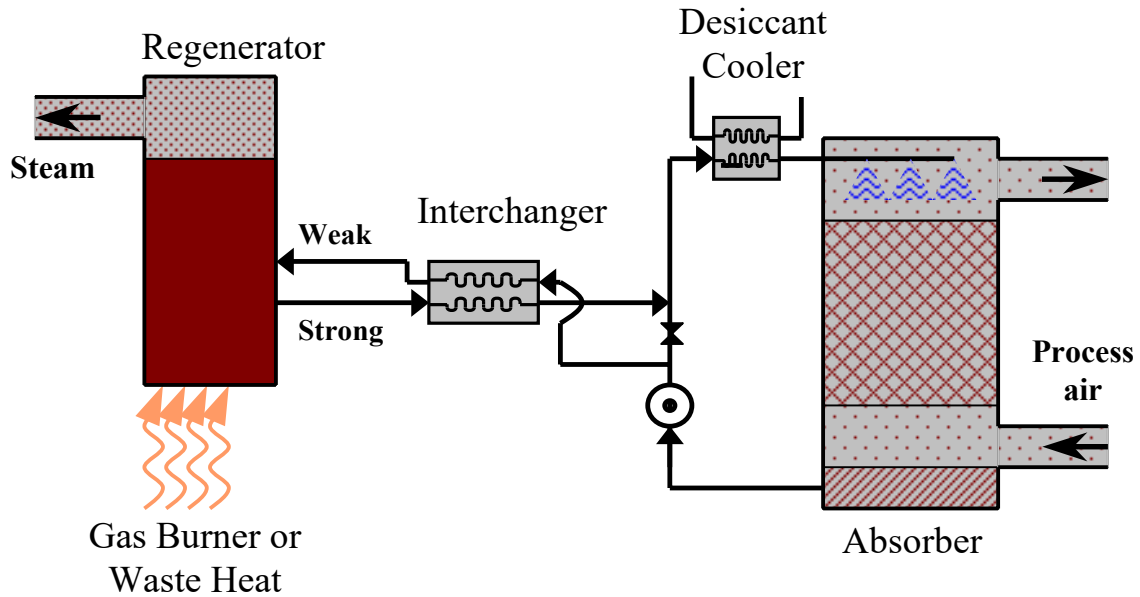 Desiccant
Cooler
Regenerator
Steam
Interchanger
Weak
Strong
Process
air
Gas Burner or
Waste Heat
Absorber